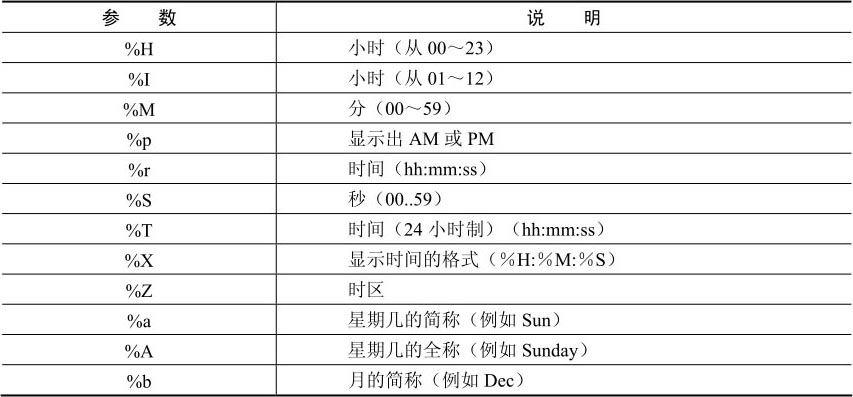 参 数 说 明
%H 小时（从 00～23）
%I 小时（从 01～12）
%M 分（00～59）
%p 显示出 AM 或 PM
%r 时间（hh:mm:ss）
%S 秒（00..59）
%T 时间（24 小时制）（hh:mm:ss）
%X 显示时间的格式（％H:％M:％S）
%Z 时区
%a 星期几的简称（例如 Sun）
%A 星期几的全称（例如 Sunday）
%b 月的简称（例如 Dec）